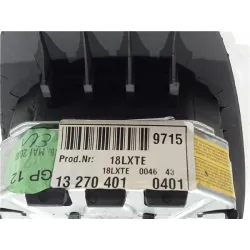 9715
Prod.Nr: 18LXTE
18LXTE 0046 43
13 270 401 0401
GP 12